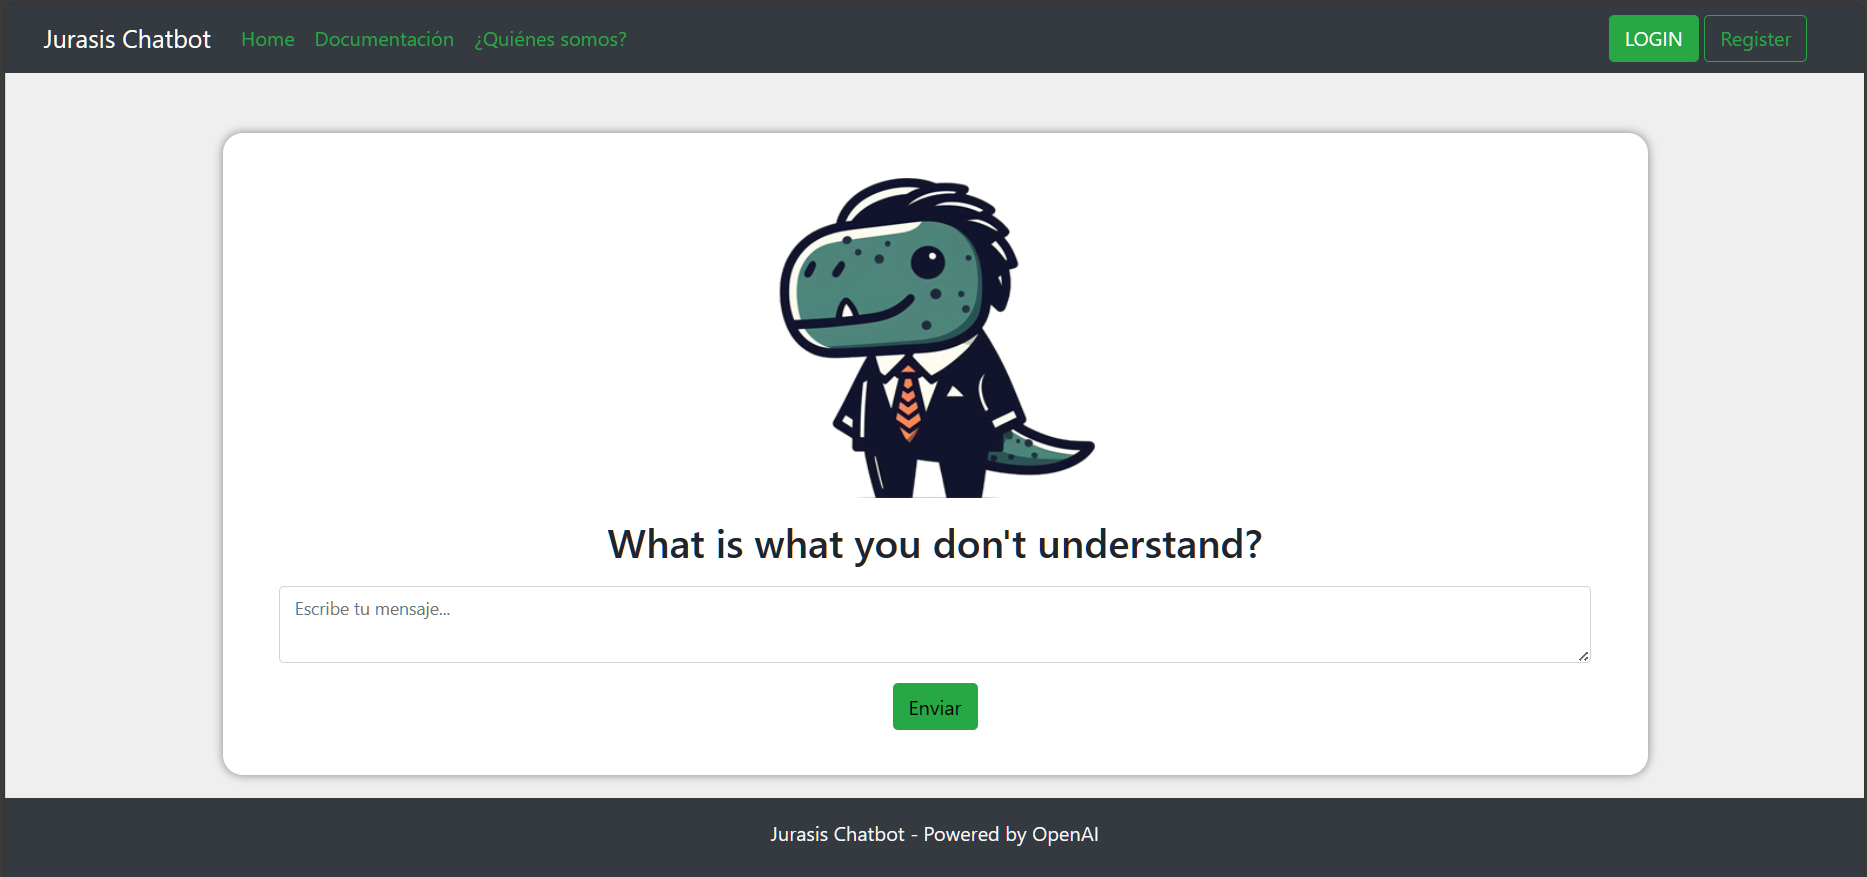 Jurasis Chatbot Home Documentación ¿Quiénes somos? LOGIN Register
What is what you don't understand?
Escribe tu mensaje...
Enviar
Jurasis Chatbot - Powered by OpenAI